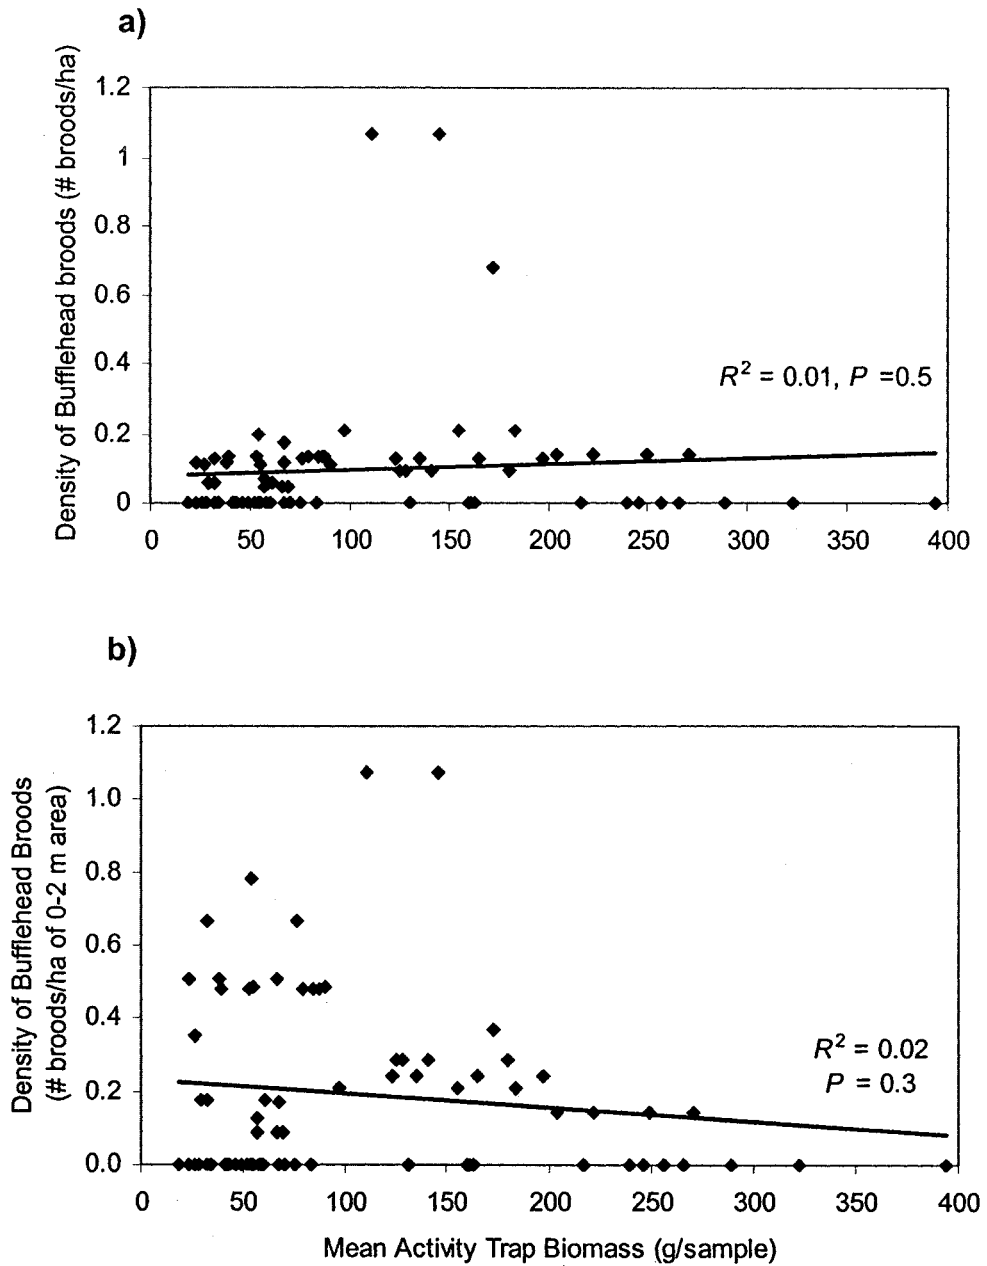 a)
Density of Bufflehead broods (# broods/ha)
1.2
1
0.8
0.6
0.4
0.2
0
R² = 0.01, P =0.5
0 50 100 150 200 250 300 350 400
b)
Density of Bufflehead Broods
(# broods/ha of 0-2 m area)
1.2
1.0
0.8
0.6
0.4
0.2
0.0
R² = 0.02
P = 0.3
0 50 100 150 200 250 300 350 400
Mean Activity Trap Biomass (g/sample)